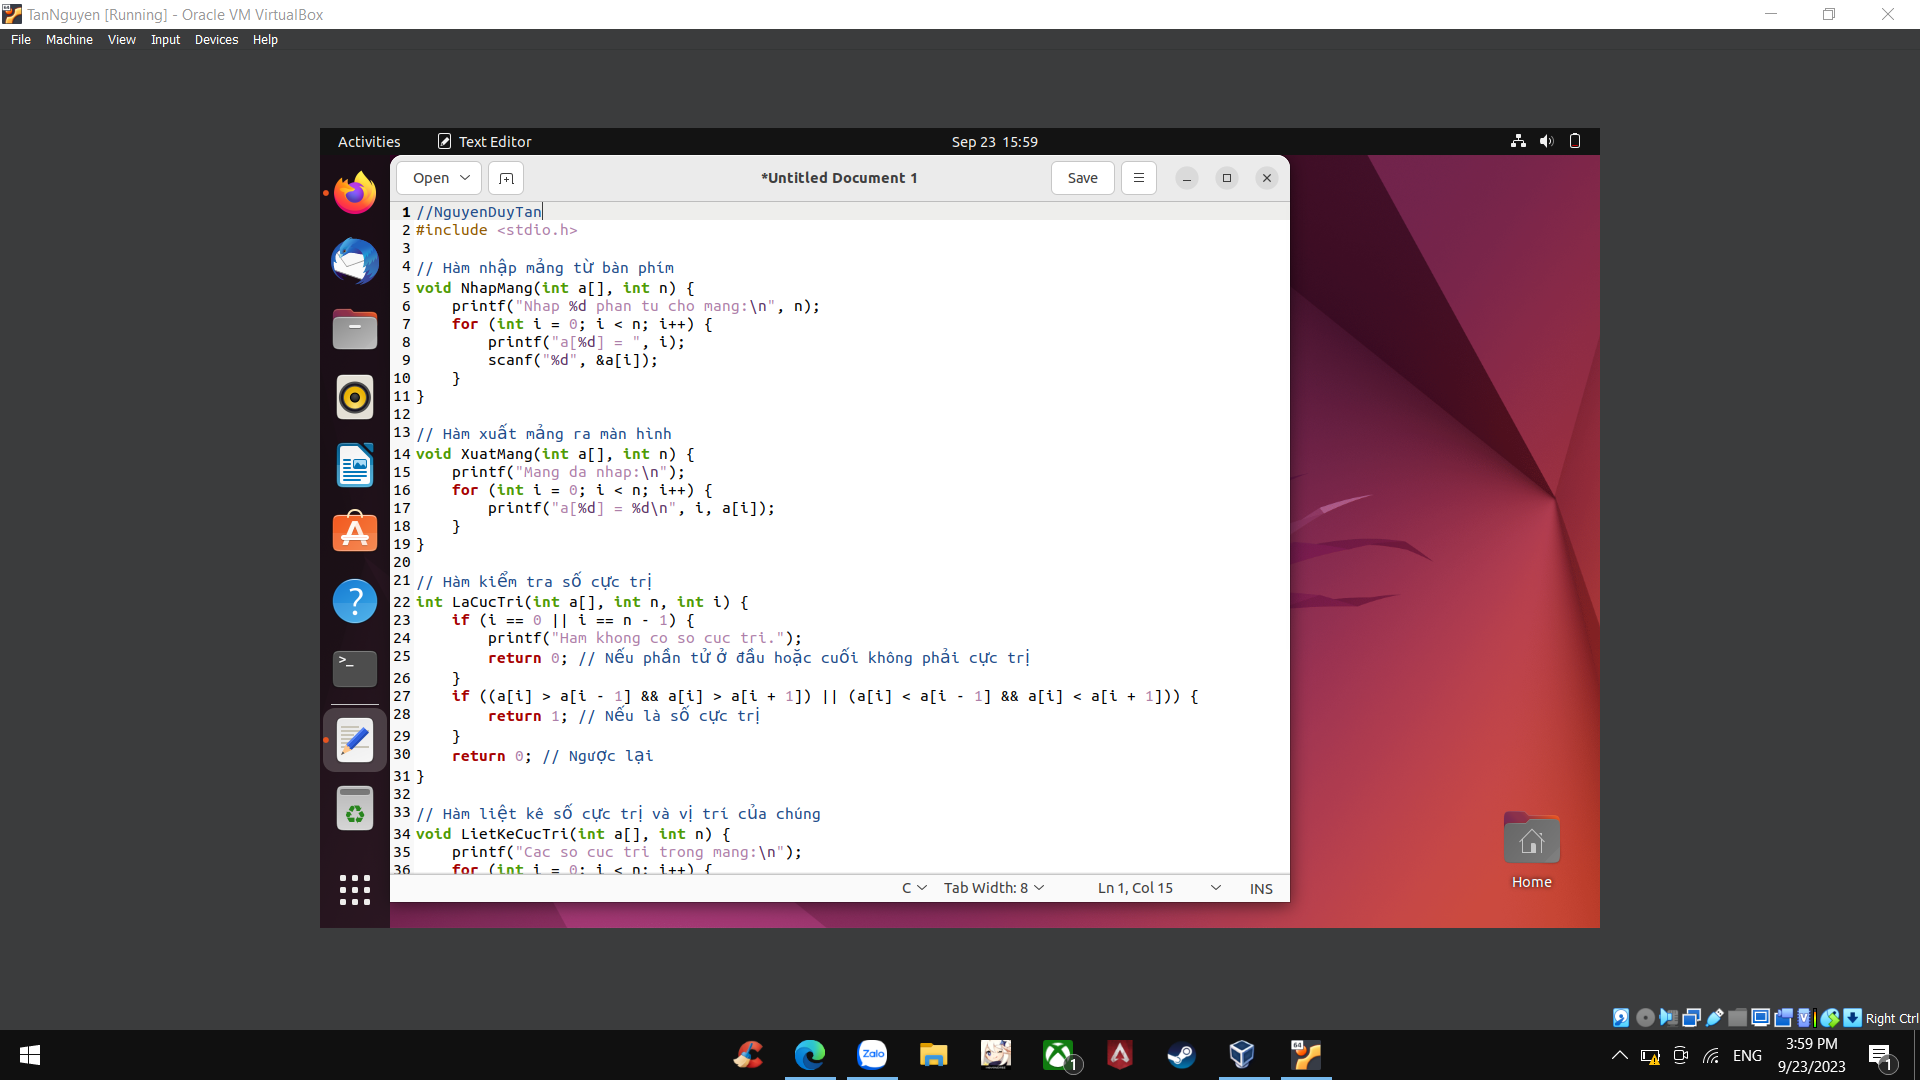 TanNguyen [Running] - Oracle VM VirtualBox
File Machine View Input Devices Help
Activities Text Editor Sep 23 15:59
Open *Untitled Document 1 Save
1 //NguyenDuyTan
2 #include <stdio.h>
3
4 // Hàm nhập mảng từ bàn phím
5 void NhapMang(int a[], int n) {
6 printf("Nhap %d phan tu cho mang:\n", n);
7 for (int i = 0; i < n; i++) {
8 printf("a[%d] = ", i);
9 scanf("%d", &a[i]);
10 }
11 }
12
13 // Hàm xuất mảng ra màn hình
14 void XuatMang(int a[], int n) {
15 printf("Mang da nhap:\n");
16 for (int i = 0; i < n; i++) {
17 printf("a[%d] = %d\n", i, a[i]);
18 }
19 }
20
21 // Hàm kiểm tra số cực trị
22 int LaCucTri(int a[], int n, int i) {
23 if (i == 0 || i == n - 1) {
24 printf("Ham khong co so cuc tri.");
25 return 0; // Nếu phần tử ở đầu hoặc cuối không phải cực trị
26 }
27 if ((a[i] > a[i - 1] && a[i] > a[i + 1]) || (a[i] < a[i - 1] && a[i] < a[i + 1])) {
28 return 1; // Nếu là số cực trị
29 }
30 return 0; // Ngược lại
31 }
32
33 // Hàm liệt kê số cực trị và vị trí của chúng
34 void LietKeCucTri(int a[], int n) {
35 printf("Cac so cuc tri trong mang:\n");
36 for (int i = 0; i < n; i++) {
C Tab Width: 8 Ln 1, Col 15 INS
Home
Right Ctrl
Zalo
1
64
ENG
3:59 PM
9/23/2023
1